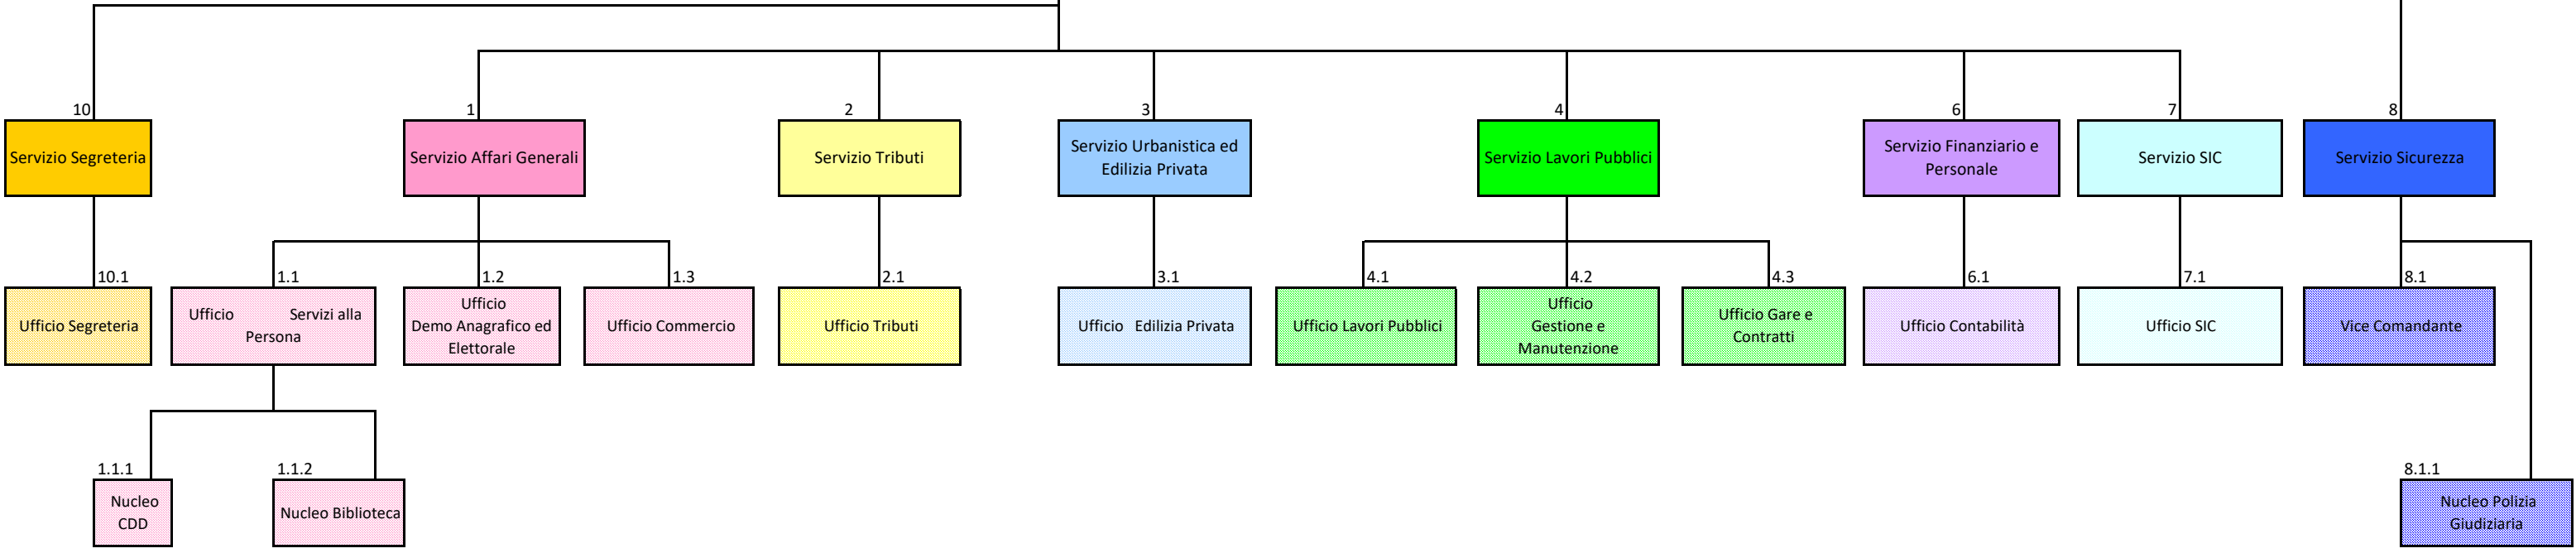 10
1
2
3
4
6
7
8
Servizio Segreteria
Servizio Affari Generali
Servizio Tributi
Servizio Urbanistica ed
Edilizia Privata
Servizio Lavori Pubblici
Servizio Finanziario e
Personale
Servizio SIC
Servizio Sicurezza
10.1
1.1
1.2
1.3
2.1
3.1
4.1
4.2
4.3
6.1
7.1
8.1
Ufficio Segreteria
Ufficio Servizi alla
Persona
Ufficio
Demo Anagrafico ed
Elettorale
Ufficio Commercio
Ufficio Tributi
Ufficio Edilizia Privata
Ufficio Lavori Pubblici
Ufficio
Gestione e
Manutenzione
Ufficio Gare e
Contratti
Ufficio Contabilità
Ufficio SIC
Vice Comandante
1.1.1
1.1.2
8.1.1
Nucleo
CDD
Nucleo Biblioteca
Nucleo Polizia
Giudiziaria